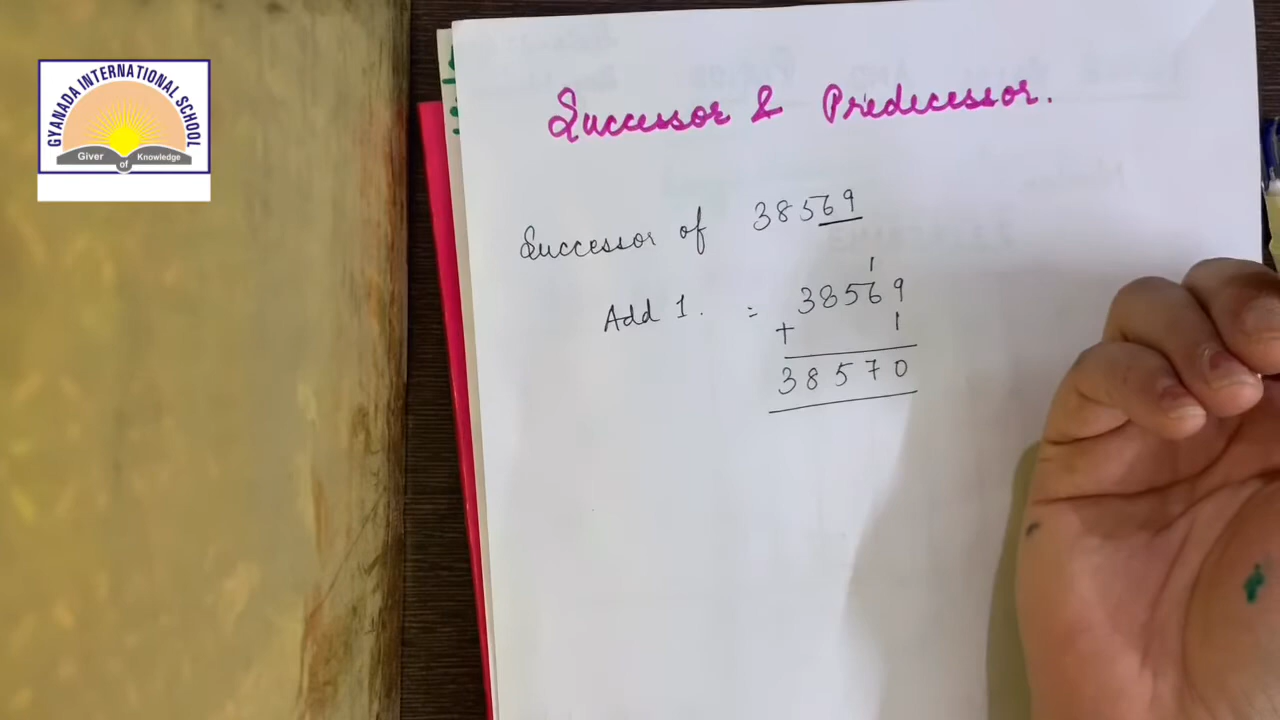 GYANADA INTERNATIONAL SCHOOL
Giver of Knowledge
Successor & Predecessor.
Successor of 38569
1
Add 1. = 38569
+ 1
38570